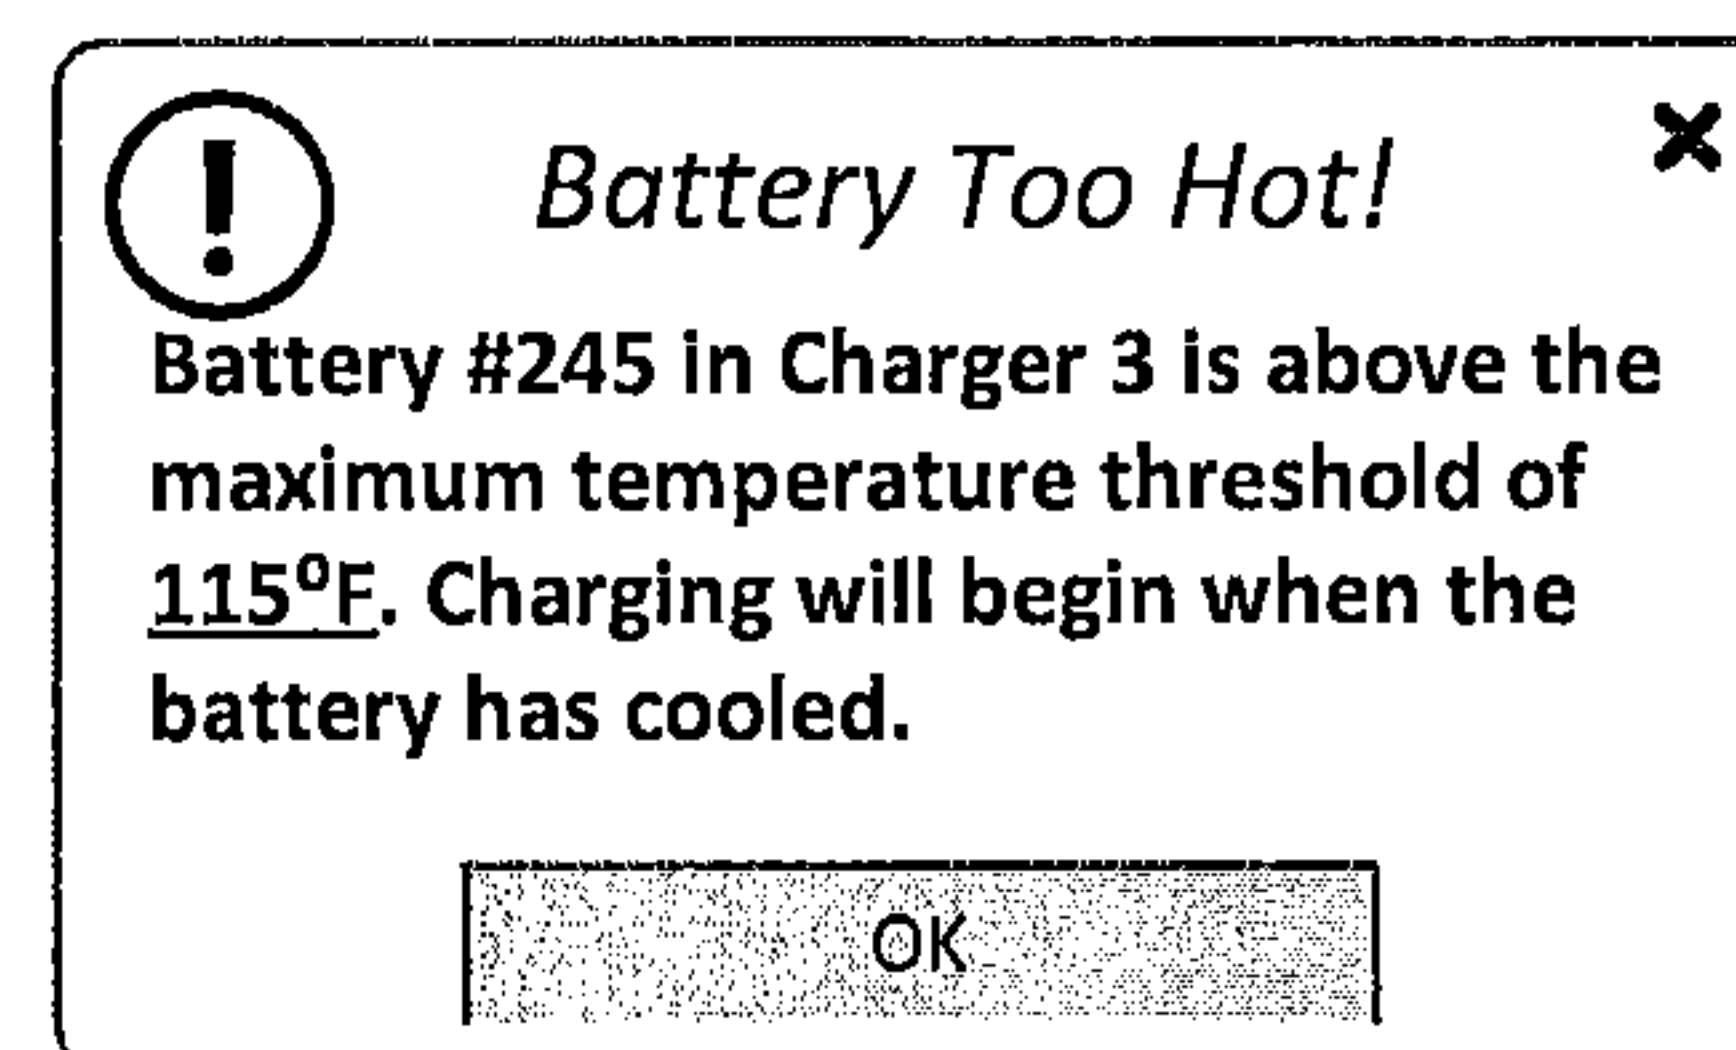 Battery Too Hot!
Battery #245 in Charger 3 is above the
maximum temperature threshold of
115⁰F. Charging will begin when the
battery has cooled.
OK